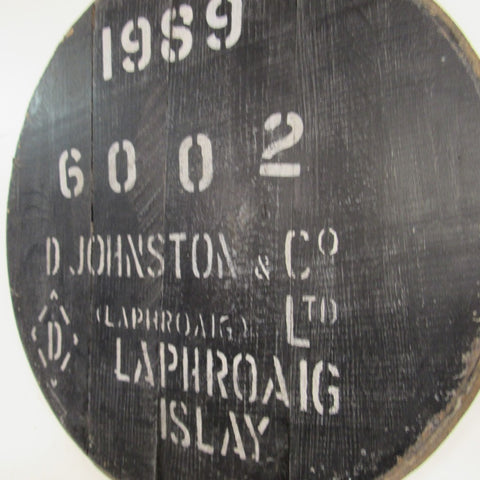 1989
6002
D JOHNSTON & Co
(LAPHROAIG) LTD
D
LAPHROAIG
ISLAY